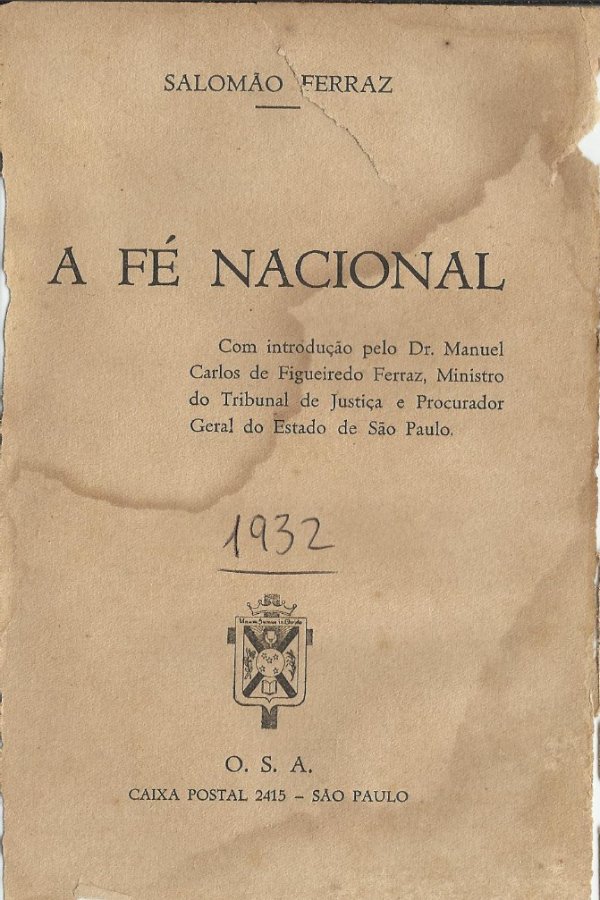 SALOMÃO FERRAZ
A FÉ NACIONAL
Com introdução pelo Dr. Manuel
Carlos de Figueiredo Ferraz, Ministro
do Tribunal de Justiça e Procurador
Geral do Estado de São Paulo.
1932
O. S. A.
CAIXA POSTAL 2415 – SÃO PAULO